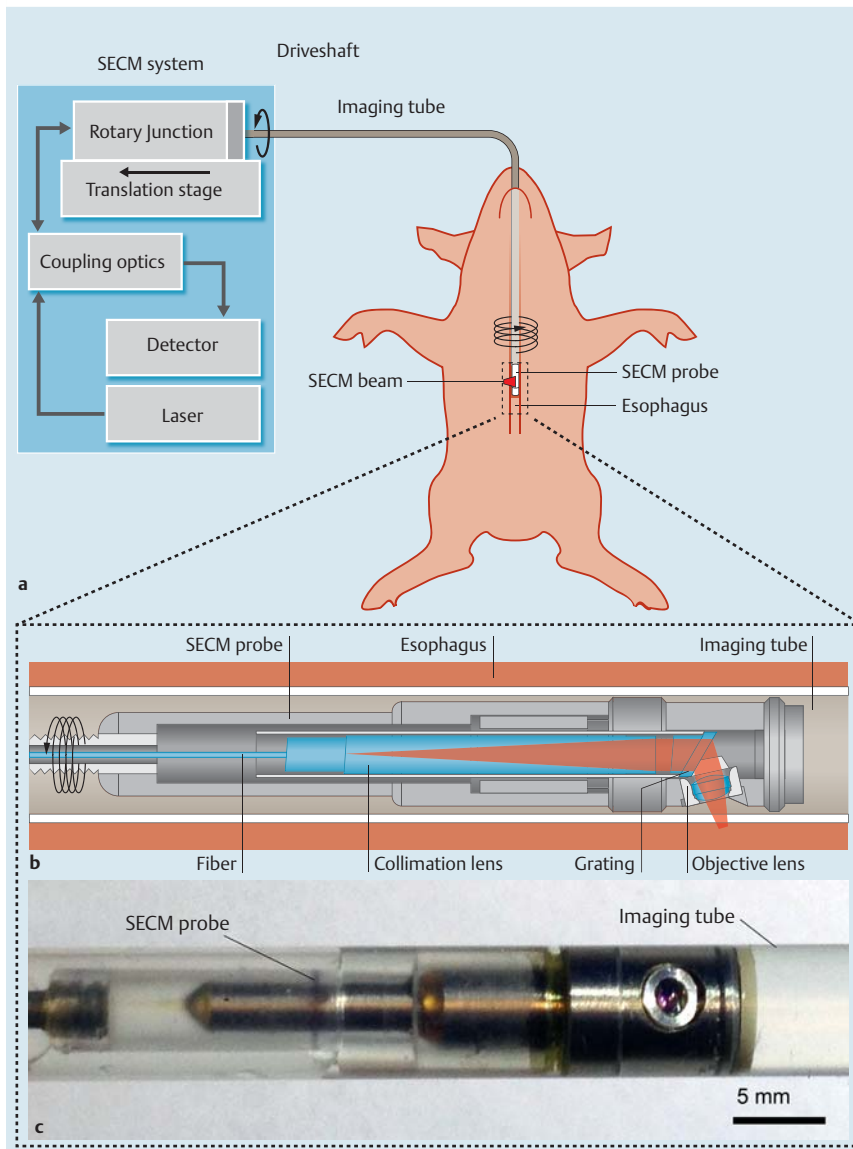 Driveshaft
SECM system
Imaging tube
Rotary Junction
Translation stage
Coupling optics
Detector
Laser
SECM beam
SECM probe
Esophagus
a
SECM probe
Esophagus
Imaging tube
b
Fiber
Collimation lens
Grating
Objective lens
SECM probe
Imaging tube
5 mm
c